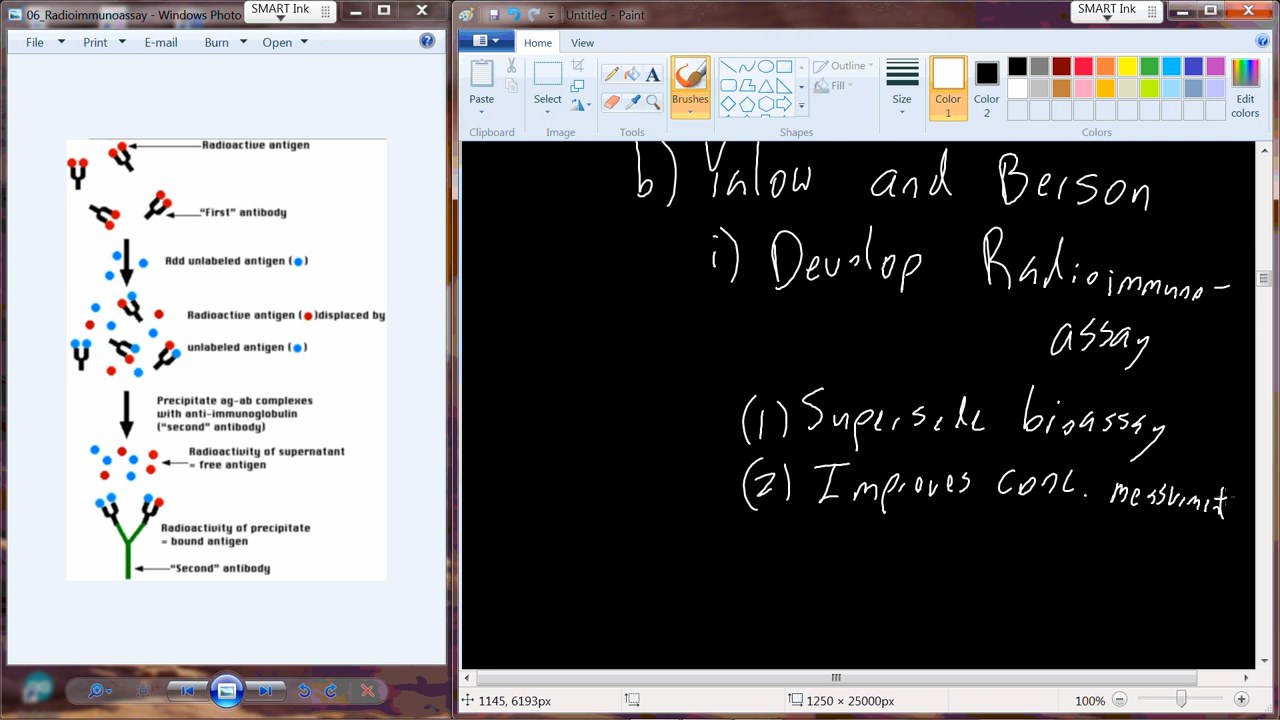 06_Radioimmunoassay - Windows Photo
SMART Ink
File Print E-mail Burn Open
Radioactive antigen
"First" antibody
Add unlabeled antigen ( )
Radioactive antigen ( )displaced by
unlabeled antigen ( )
Precipitate ag-ab complexes
with anti-immunoglobulin
("second" antibody)
Radioactivity of supernatant
= free antigen
Radioactivity of precipitate
= bound antigen
"Second" antibody
Untitled - Paint
SMART Ink
Home View
Paste
Select
Brushes
Outline
Fill
Size
Color
1
Color
2
Edit
colors
Clipboard Image Tools Shapes Colors
b) Yalow and Berson
i) Develop Radioimmuno-
assay
(1) Supersede bioassay
(2) Improves conc.
1145, 6193px
1250 × 25000px
100%